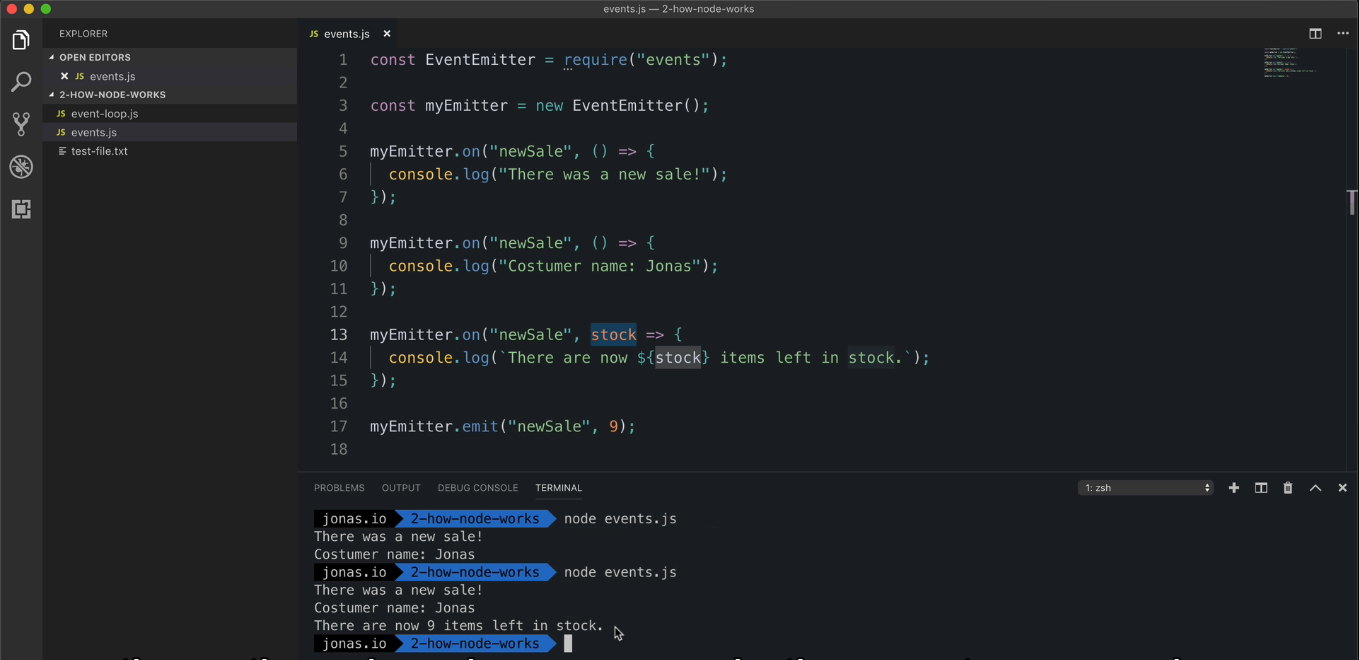 events.js — 2-how-node-works
EXPLORER
OPEN EDITORS
JS events.js
2-HOW-NODE-WORKS
JS event-loop.js
JS events.js
test-file.txt
JS events.js
1 const EventEmitter = require("events");
2
3 const myEmitter = new EventEmitter();
4
5 myEmitter.on("newSale", () => {
6 console.log("There was a new sale!");
7 });
8
9 myEmitter.on("newSale", () => {
10 console.log("Costumer name: Jonas");
11 });
12
13 myEmitter.on("newSale", stock => {
14 console.log(`There are now ${stock} items left in stock.`);
15 });
16
17 myEmitter.emit("newSale", 9);
18
PROBLEMS OUTPUT DEBUG CONSOLE TERMINAL 1: zsh
jonas.io 2-how-node-works node events.js
There was a new sale!
Costumer name: Jonas
jonas.io 2-how-node-works node events.js
There was a new sale!
Costumer name: Jonas
There are now 9 items left in stock.
jonas.io 2-how-node-works